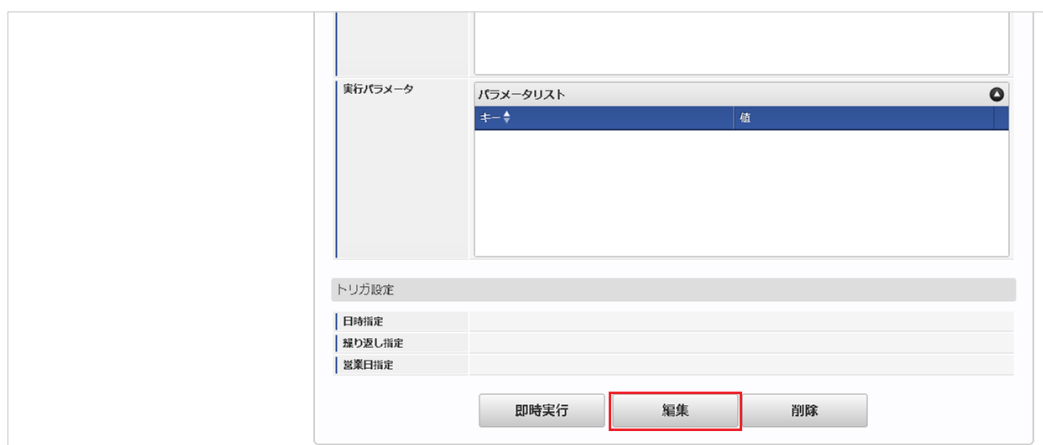 実行パラメータ
パラメータリスト
キー 値
トリガ設定
日時指定
繰り返し指定
営業日指定
即時実行 編集 削除